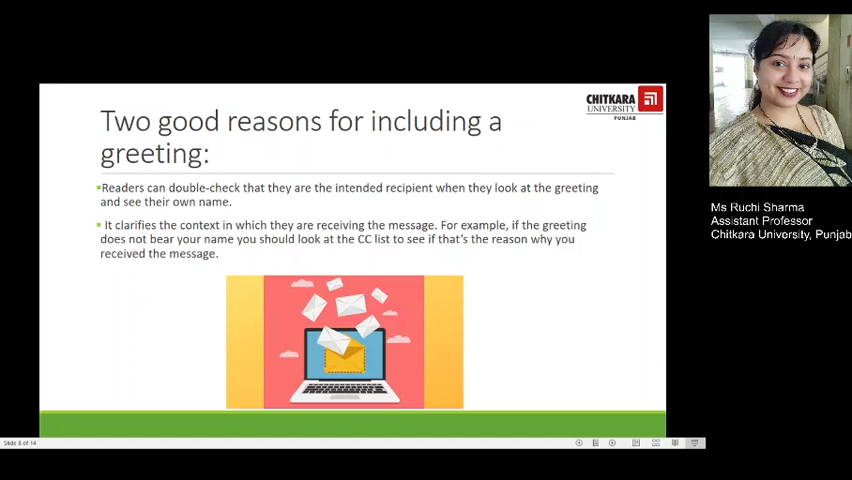 Two good reasons for including a
greeting:
CHITKARA
UNIVERSITY
PUNJAB
▪Readers can double-check that they are the intended recipient when they look at the greeting
and see their own name.
▪ It clarifies the context in which they are receiving the message. For example, if the greeting
does not bear your name you should look at the CC list to see if that's the reason why you
received the message.
Ms Ruchi Sharma
Assistant Professor
Chitkara University, Punjab
Slide 8 of 14